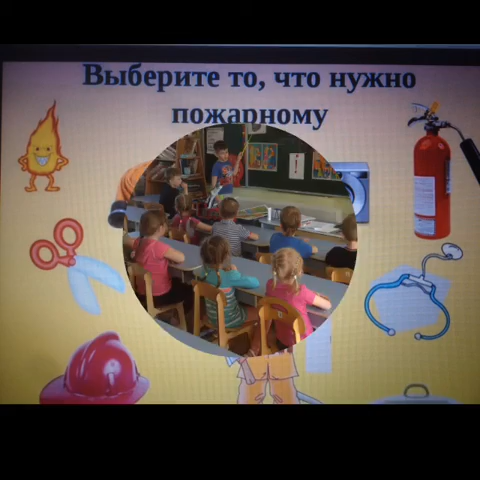 Выберите то, что нужно
пожарному